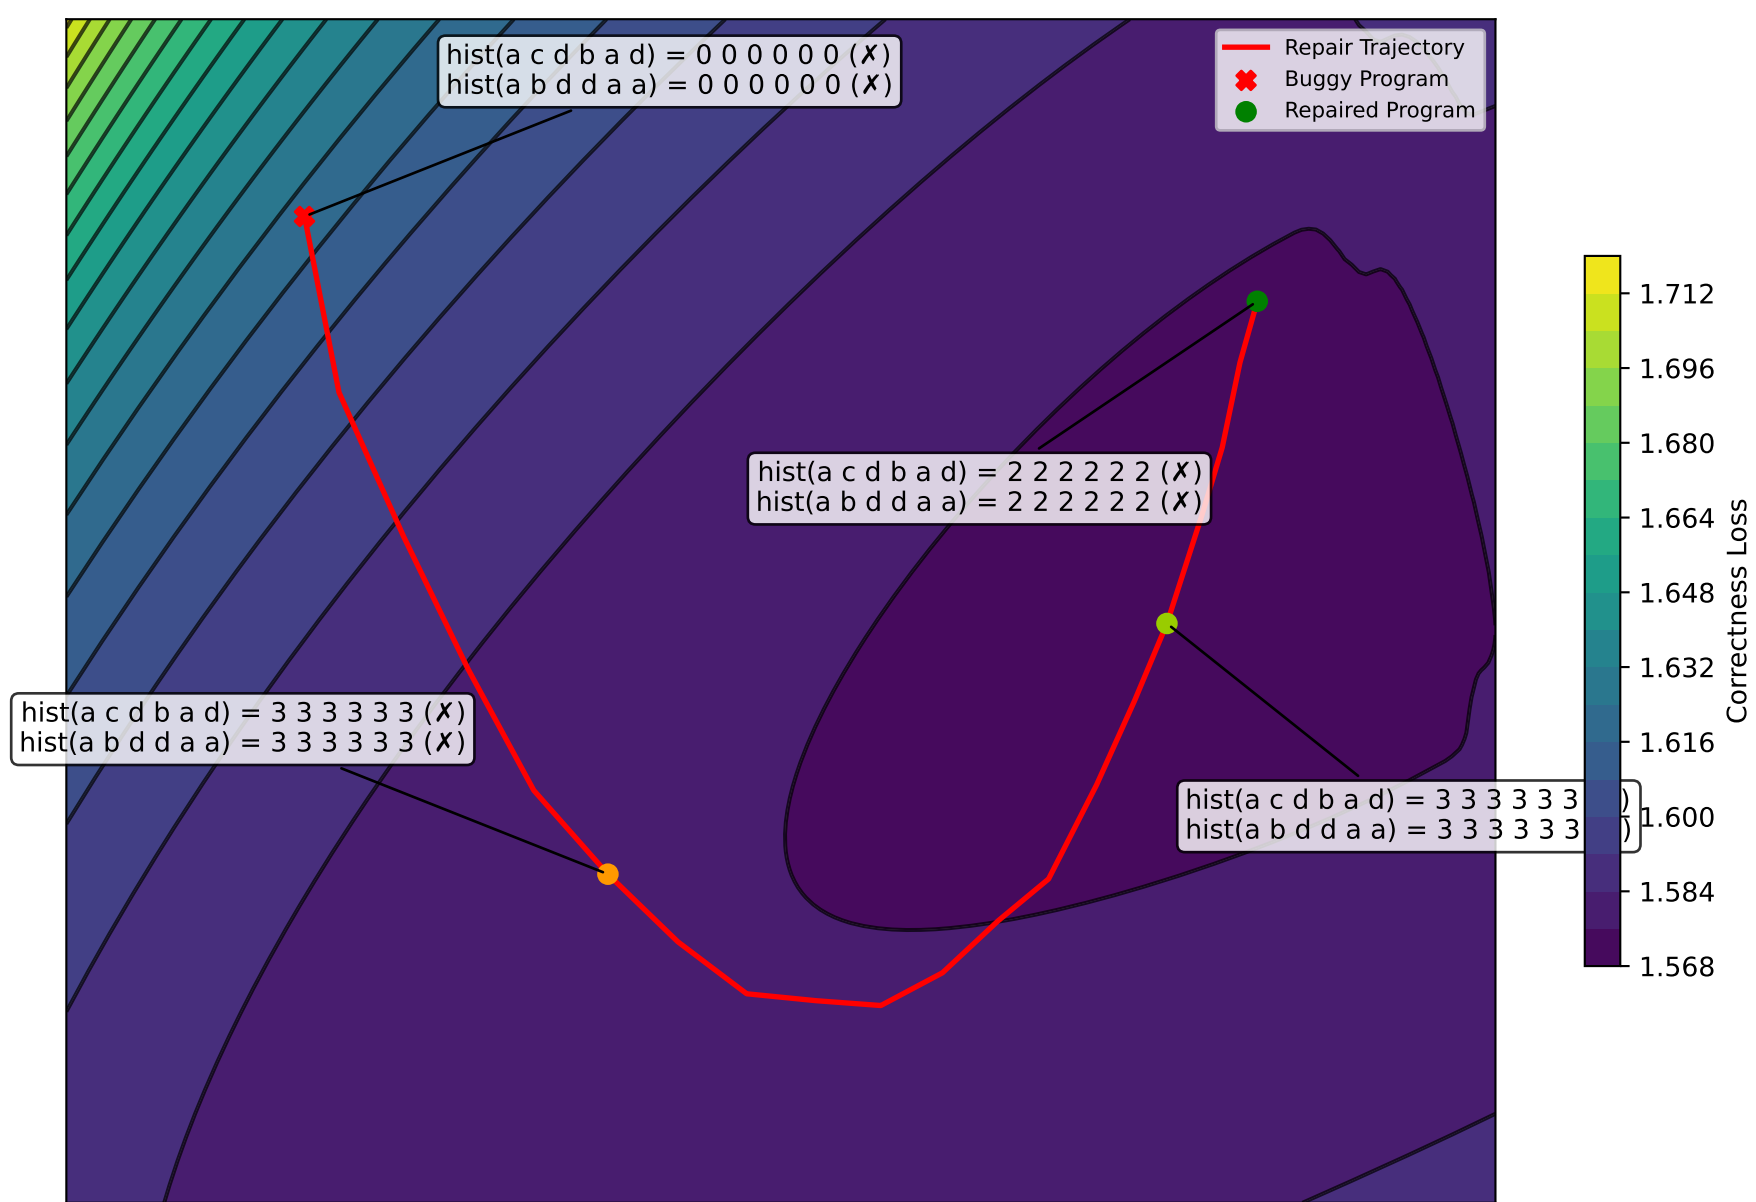 hist(a c d b a d) = 0 0 0 0 0 0 (✗)
hist(a b d d a a) = 0 0 0 0 0 0 (✗)
Repair Trajectory
Buggy Program
Repaired Program
hist(a c d b a d) = 2 2 2 2 2 2 (✗)
hist(a b d d a a) = 2 2 2 2 2 2 (✗)
hist(a c d b a d) = 3 3 3 3 3 3 (✗)
hist(a b d d a a) = 3 3 3 3 3 3 (✗)
hist(a c d b a d) = 3 3 3 3 3 3 )
hist(a b d d a a) = 3 3 3 3 3 3 )
1.712
1.696
1.680
1.664
1.648
1.632
1.616
1.600
1.584
1.568
Correctness Loss